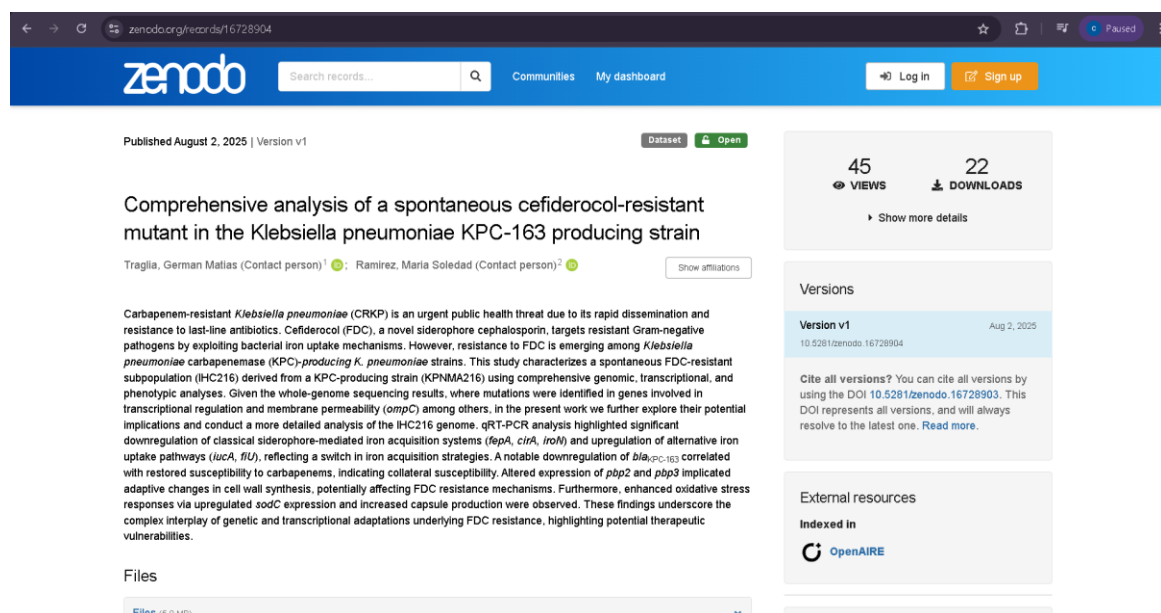 zenodo.org/records/16728904
Paused
zenodo
Search records...
Communities
My dashboard
Log in
Sign up
Published August 2, 2025 | Version v1
Dataset
Open
Comprehensive analysis of a spontaneous cefiderocol-resistant
mutant in the Klebsiella pneumoniae KPC-163 producing strain
Traglia, German Matias (Contact person)1 iD; Ramirez, Maria Soledad (Contact person)2 iD
Show affiliations
Carbapenem-resistant Klebsiella pneumoniae (CRKP) is an urgent public health threat due to its rapid dissemination and
resistance to last-line antibiotics. Cefiderocol (FDC), a novel siderophore cephalosporin, targets resistant Gram-negative
pathogens by exploiting bacterial iron uptake mechanisms. However, resistance to FDC is emerging among Klebsiella
pneumoniae carbapenemase (KPC)-producing K. pneumoniae strains. This study characterizes a spontaneous FDC-resistant
subpopulation (IHC216) derived from a KPC-producing strain (KPNMA216) using comprehensive genomic, transcriptional, and
phenotypic analyses. Given the whole-genome sequencing results, where mutations were identified in genes involved in
transcriptional regulation and membrane permeability (ompC) among others, in the present work we further explore their potential
implications and conduct a more detailed analysis of the IHC216 genome. qRT-PCR analysis highlighted significant
downregulation of classical siderophore-mediated iron acquisition systems (fepA, cirA, iroN) and upregulation of alternative iron
uptake pathways (iucA, fiU), reflecting a switch in iron acquisition strategies. A notable downregulation of blaKPC-163 correlated
with restored susceptibility to carbapenems, indicating collateral susceptibility. Altered expression of pbp2 and pbp3 implicated
adaptive changes in cell wall synthesis, potentially affecting FDC resistance mechanisms. Furthermore, enhanced oxidative stress
responses via upregulated sodC expression and increased capsule production were observed. These findings underscore the
complex interplay of genetic and transcriptional adaptations underlying FDC resistance, highlighting potential therapeutic
vulnerabilities.
Files
Files
45
VIEWS
22
DOWNLOADS
Show more details
Versions
Version v1
Aug 2, 2025
10.5281/zenodo.16728904
Cite all versions? You can cite all versions by
using the DOI 10.5281/zenodo.16728903. This
DOI represents all versions, and will always
resolve to the latest one. Read more.
External resources
Indexed in
OpenAIRE